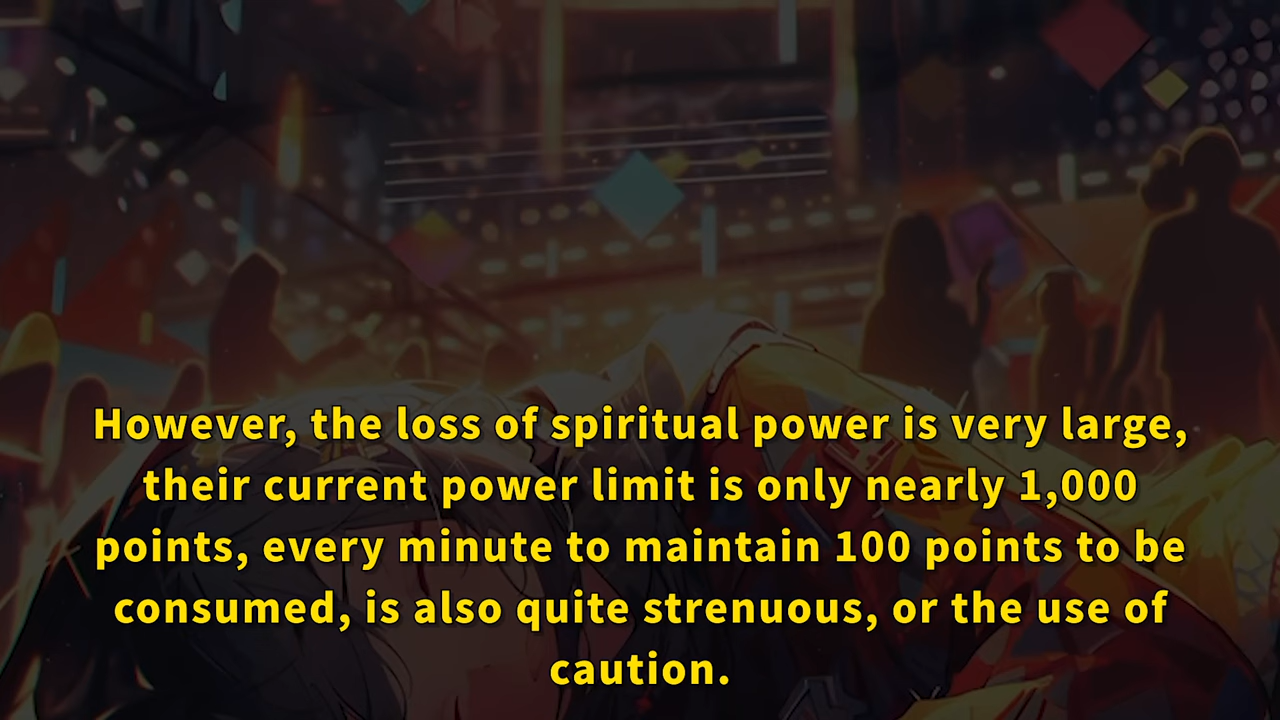 However, the loss of spiritual power is very large,
their current power limit is only nearly 1,000
points, every minute to maintain 100 points to be
consumed, is also quite strenuous, or the use of
caution.